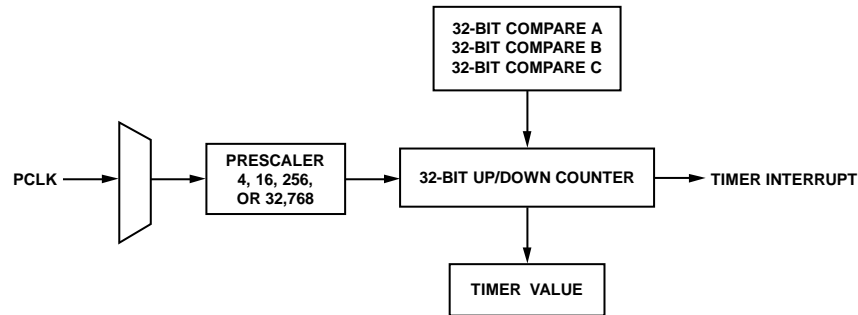 32-BIT COMPARE A
32-BIT COMPARE B
32-BIT COMPARE C
PCLK
PRESCALER
4, 16, 256,
OR 32,768
32-BIT UP/DOWN COUNTER
TIMER INTERRUPT
TIMER VALUE